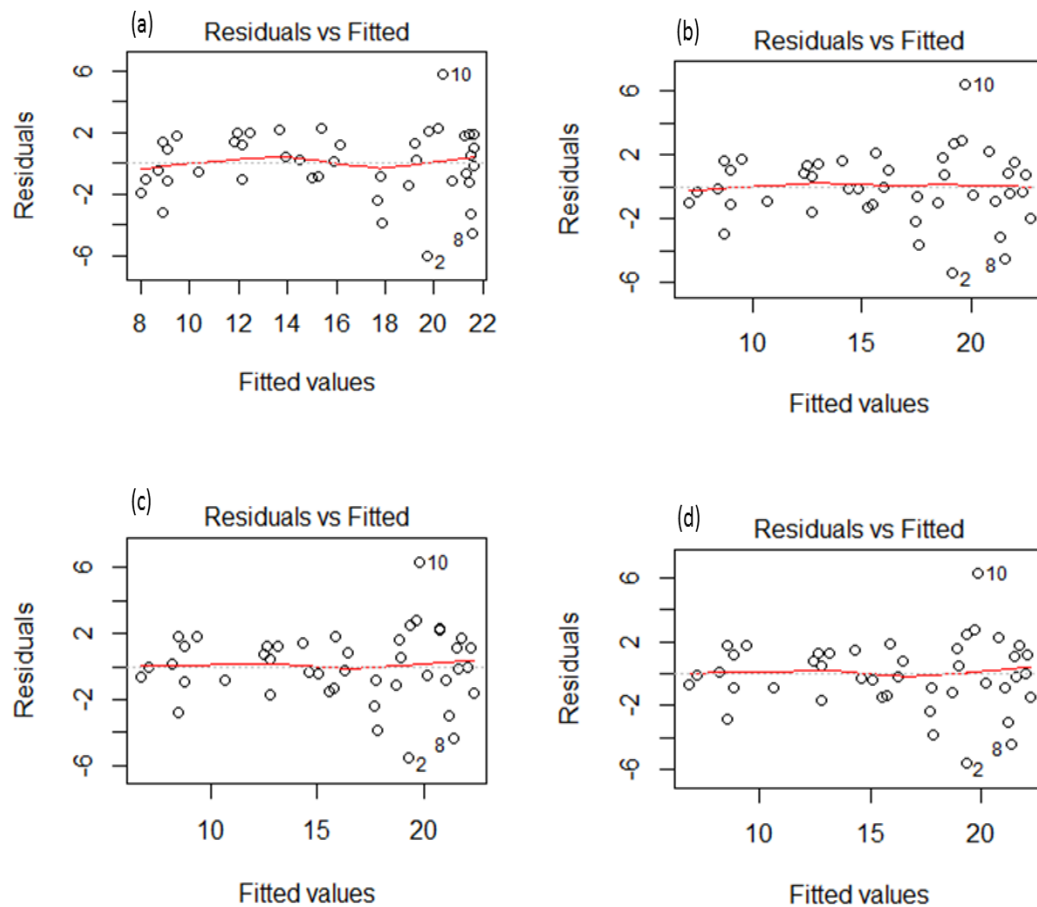 (a)
Residuals vs Fitted
Residuals
6
2
-2
-6
10
8
2
8 10 12 14 16 18 20 22
Fitted values
(b)
Residuals vs Fitted
Residuals
6
2
-2
-6
10
8
2
10 15 20
Fitted values
(c)
Residuals vs Fitted
Residuals
6
2
-2
-6
10
8
2
10 15 20
Fitted values
(d)
Residuals vs Fitted
Residuals
6
2
-2
-6
10
8
2
10 15 20
Fitted values